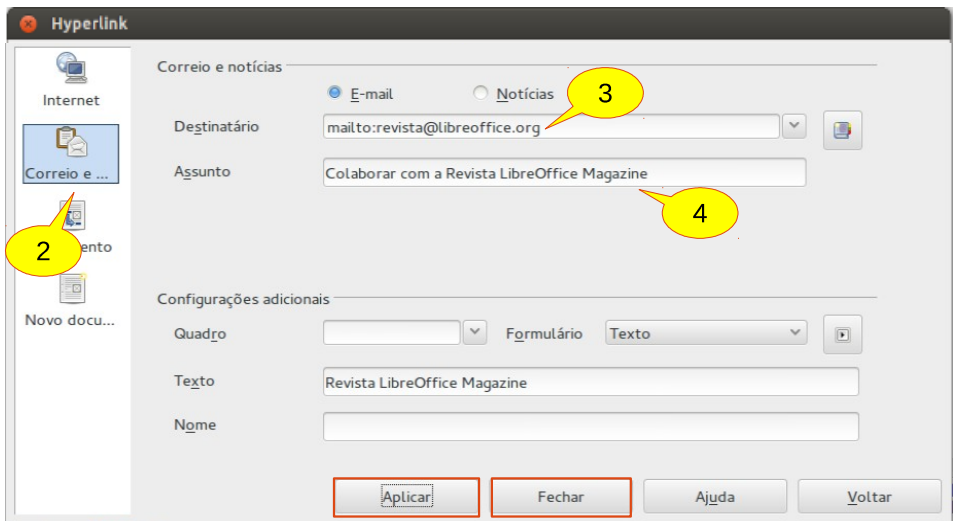 Hyperlink
Internet
Correio e ...
2
ento
Novo docu...
Correio e notícias
E-mail
Notícias
3
Destinatário
mailto:revista@libreoffice.org
Assunto
Colaborar com a Revista LibreOffice Magazine
4
Configurações adicionais
Quadro
Formulário
Texto
Texto
Revista LibreOffice Magazine
Nome
Aplicar
Fechar
Ajuda
Voltar